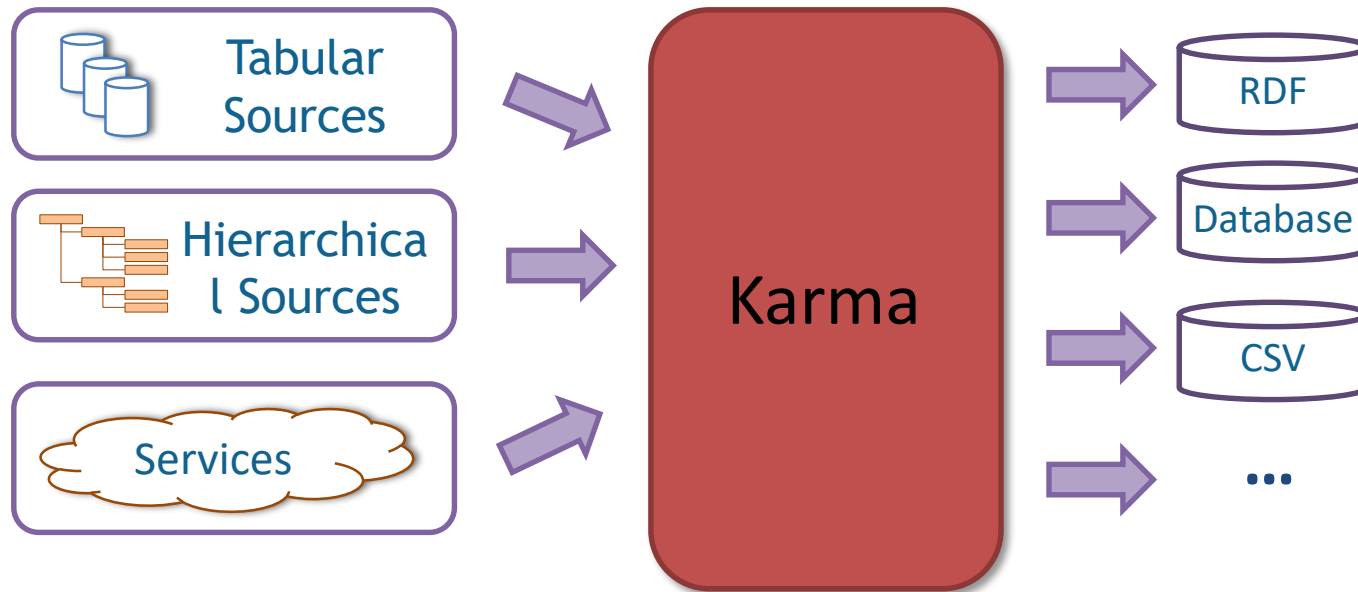 Tabular
Sources
Hierarchica
l Sources
Services
Karma
RDF
Database
CSV
...